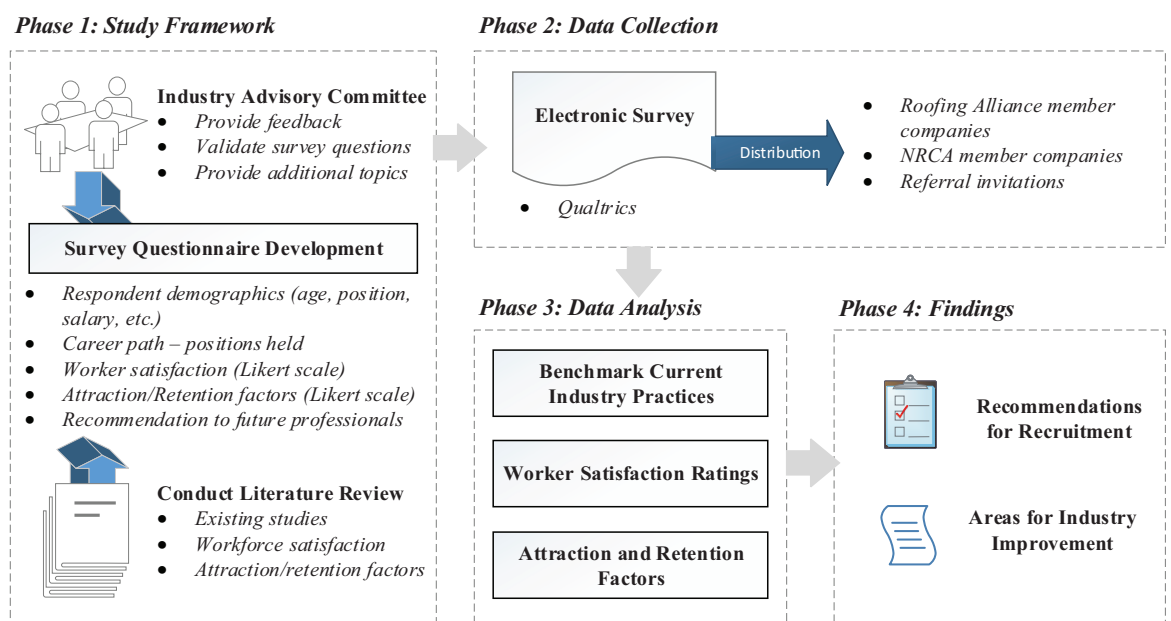 Phase 1: Study Framework
Industry Advisory Committee
• Provide feedback
• Validate survey questions
• Provide additional topics
Survey Questionnaire Development
• Respondent demographics (age, position,
salary, etc.)
• Career path – positions held
• Worker satisfaction (Likert scale)
• Attraction/Retention factors (Likert scale)
• Recommendation to future professionals
Conduct Literature Review
• Existing studies
• Workforce satisfaction
• Attraction/retention factors
Phase 2: Data Collection
Electronic Survey
• Qualtrics
Distribution
• Roofing Alliance member
companies
• NRCA member companies
• Referral invitations
Phase 3: Data Analysis
Benchmark Current
Industry Practices
Worker Satisfaction Ratings
Attraction and Retention
Factors
Phase 4: Findings
Recommendations
for Recruitment
Areas for Industry
Improvement